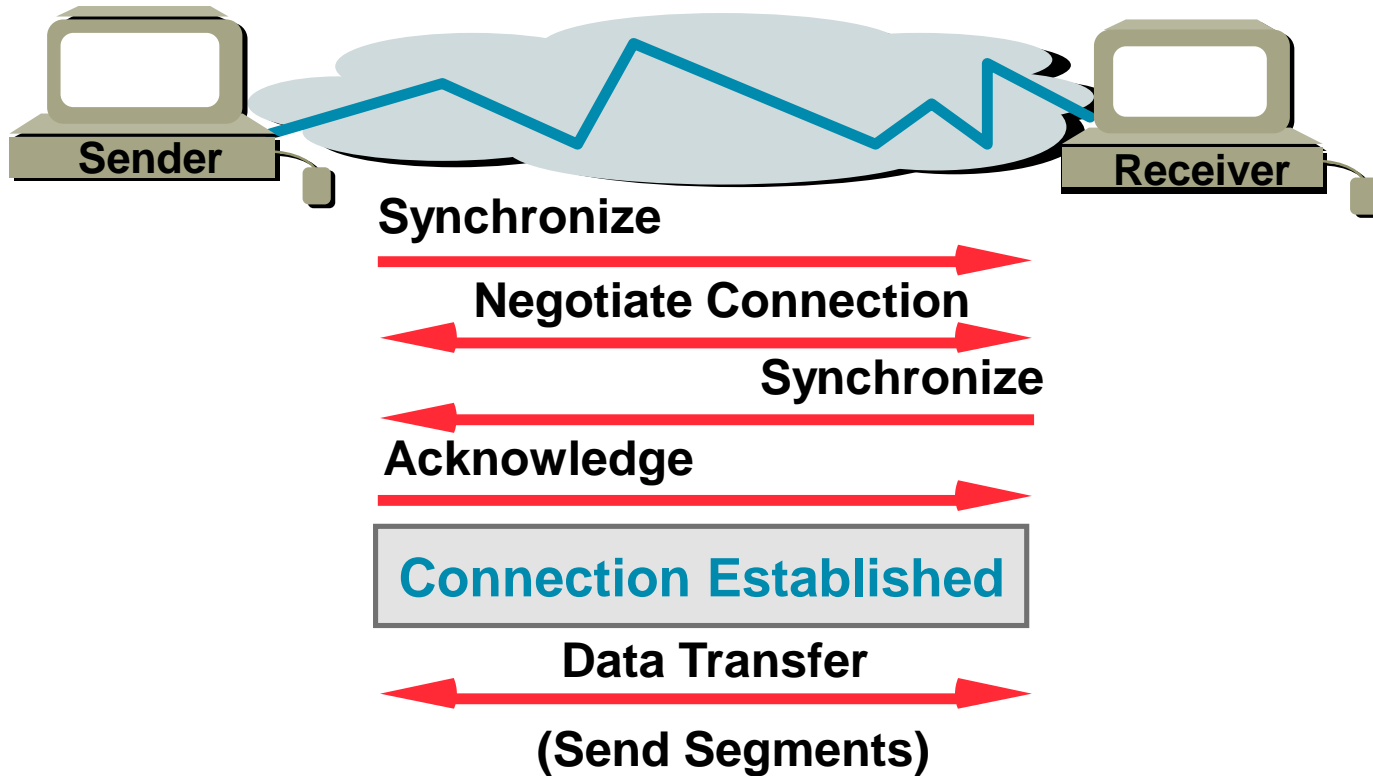 Sender
Receiver
Synchronize
Negotiate Connection
Synchronize
Acknowledge
Connection Established
Data Transfer
(Send Segments)